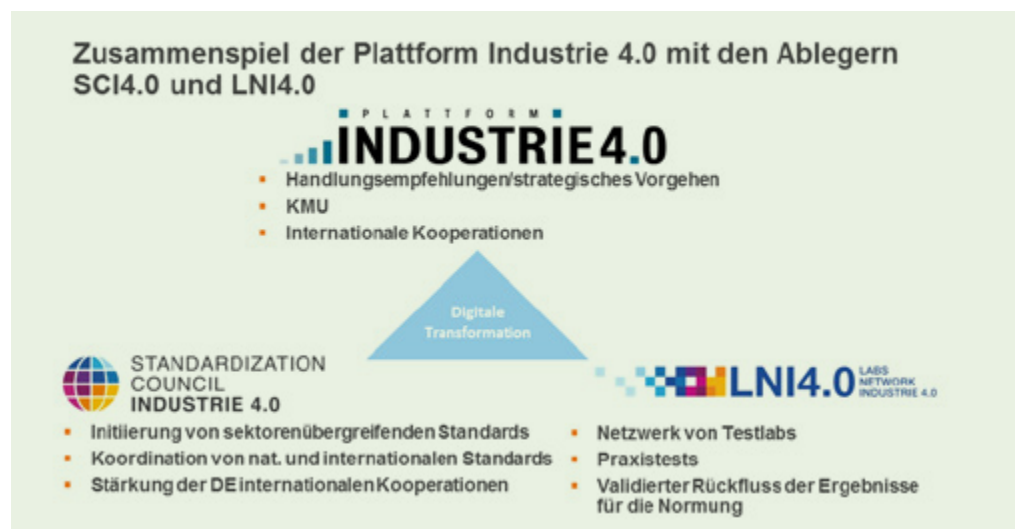 Zusammenspiel der Plattform Industrie 4.0 mit den Ablegern
SCI4.0 und LNI4.0
PLATTFORM
INDUSTRIE4.0
▪ Handlungsempfehlungen/strategisches Vorgehen
▪ KMU
▪ Internationale Kooperationen
Digitale
Transformation
STANDARDIZATION
COUNCIL
INDUSTRIE 4.0
▪ Initiierung von sektorenübergreifenden Standards
▪ Koordination von nat. und internationalen Standards
▪ Stärkung der DE internationalen Kooperationen
LNI4.0
LABS
NETWORK
INDUSTRIE 4.0
▪ Netzwerk von Testlabs
▪ Praxistests
▪ Validierter Rückfluss der Ergebnisse
für die Normung